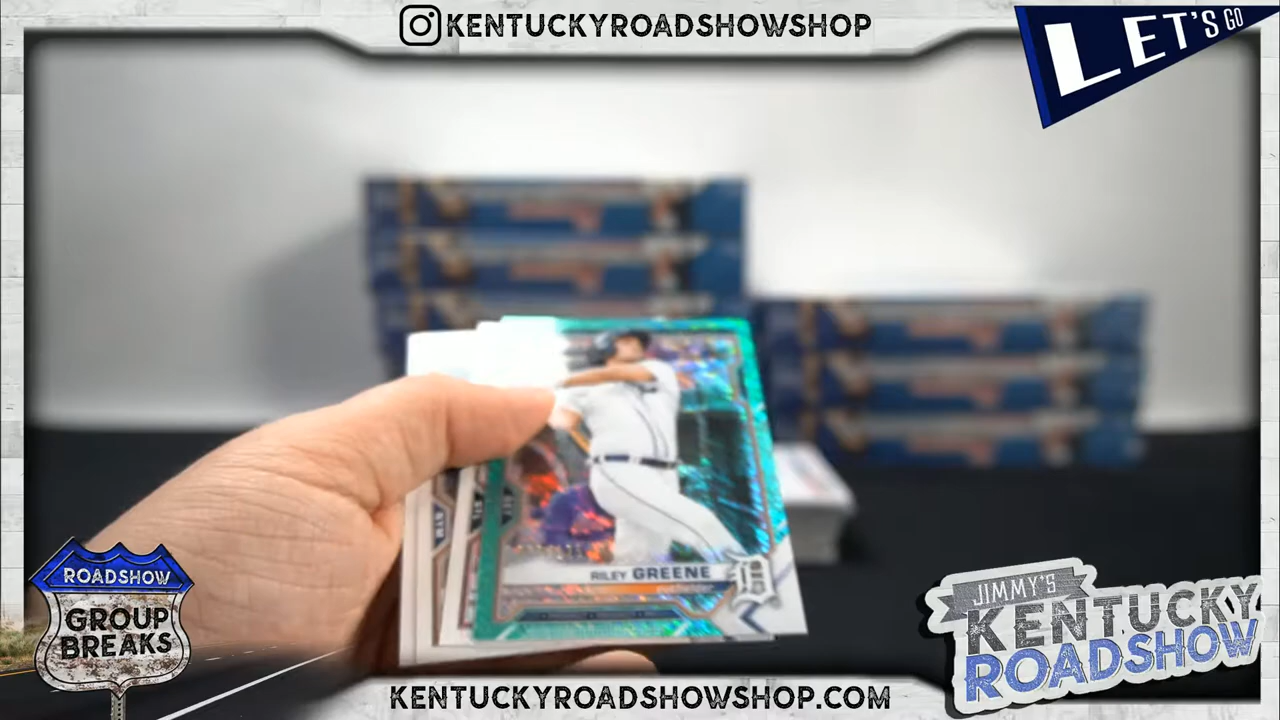 KENTUCKYROADSHOWSHOP
LET'S GO
RILEY GREENE
ROADSHOW
GROUP
BREAKS
JIMMY'S
KENTUCKY
ROADSHOW
KENTUCKYROADSHOWSHOP.COM